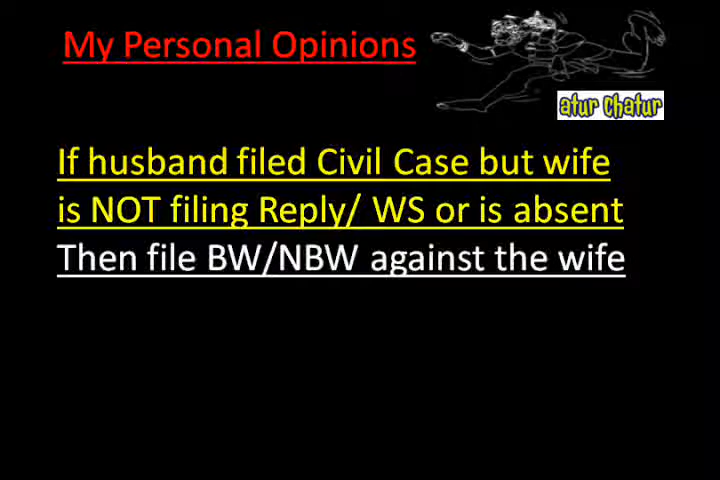 My Personal Opinions
atur chatur
If husband filed Civil Case but wife
is NOT filing Reply/ WS or is absent
Then file BW/NBW against the wife